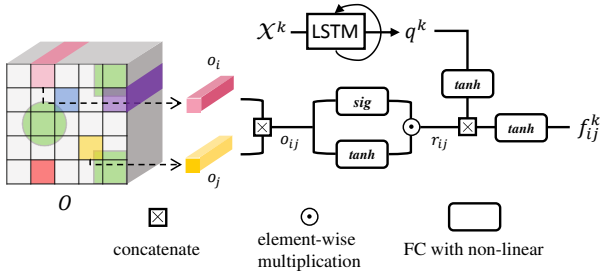 𝒳^k LSTM q^k
o_i
tanh
sig
o_ij r_ij tanh f_ij^k
tanh
o_j
O
concatenate
element-wise
multiplication
FC with non-linear